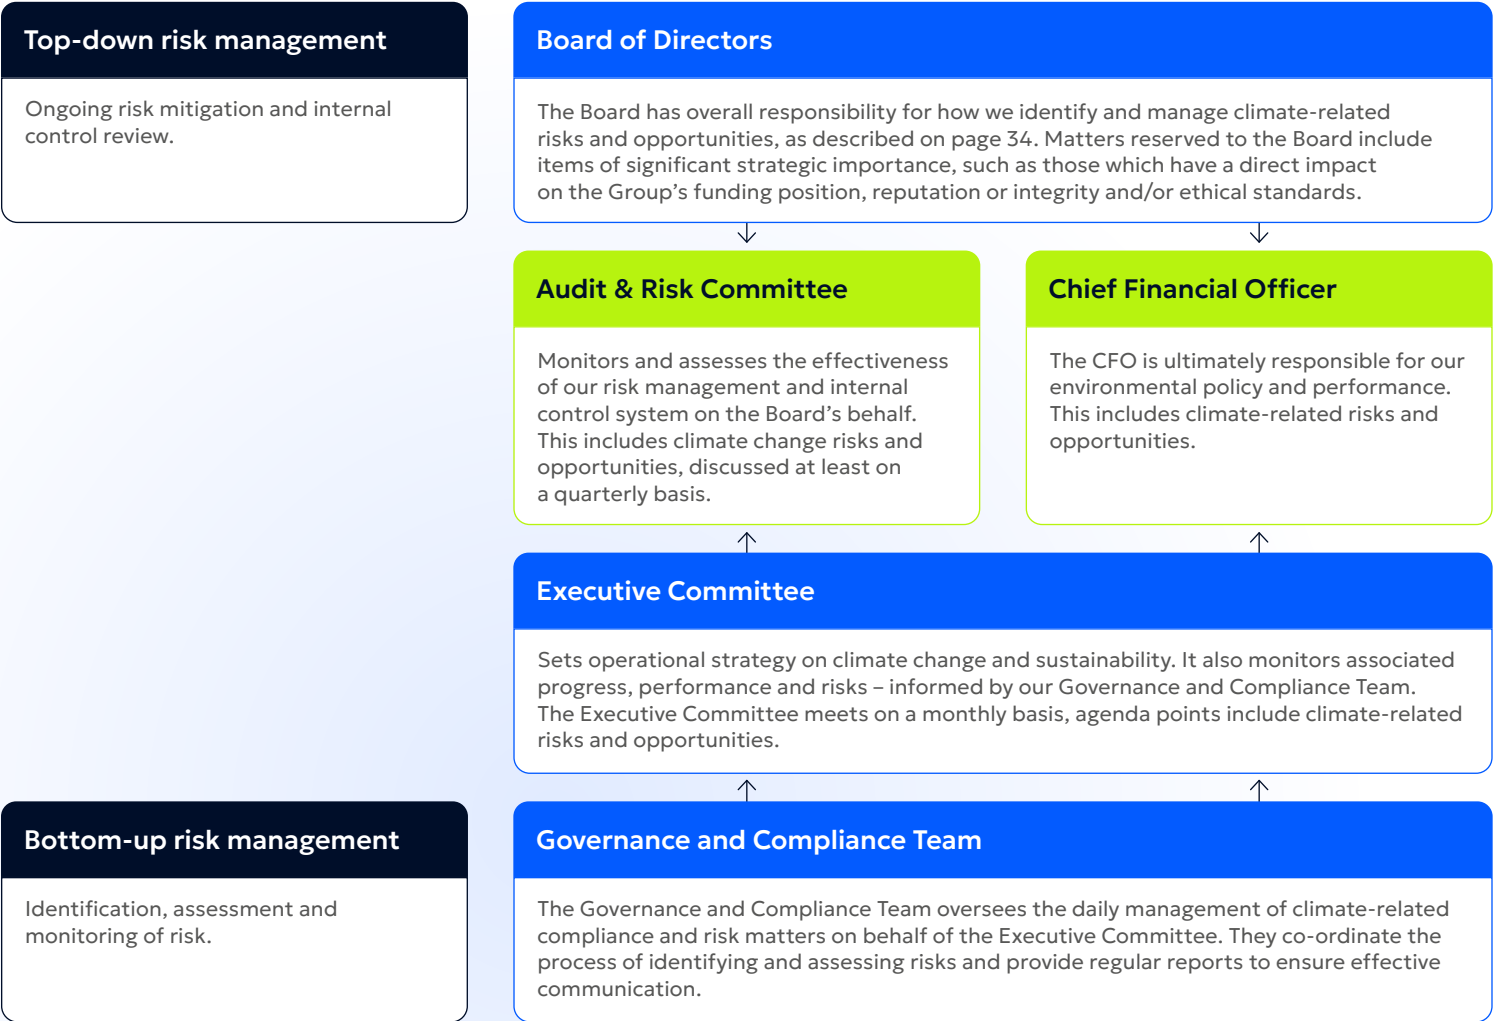 Top-down risk management
Ongoing risk mitigation and internal
control review.
Board of Directors
The Board has overall responsibility for how we identify and manage climate-related
risks and opportunities, as described on page 34. Matters reserved to the Board include
items of significant strategic importance, such as those which have a direct impact
on the Group’s funding position, reputation or integrity and/or ethical standards.
Audit & Risk Committee
Monitors and assesses the effectiveness
of our risk management and internal
control system on the Board’s behalf.
This includes climate change risks and
opportunities, discussed at least on
a quarterly basis.
Chief Financial Officer
The CFO is ultimately responsible for our
environmental policy and performance.
This includes climate-related risks and
opportunities.
Executive Committee
Sets operational strategy on climate change and sustainability. It also monitors associated
progress, performance and risks – informed by our Governance and Compliance Team.
The Executive Committee meets on a monthly basis, agenda points include climate-related
risks and opportunities.
Bottom-up risk management
Identification, assessment and
monitoring of risk.
Governance and Compliance Team
The Governance and Compliance Team oversees the daily management of climate-related
compliance and risk matters on behalf of the Executive Committee. They co-ordinate the
process of identifying and assessing risks and provide regular reports to ensure effective
communication.